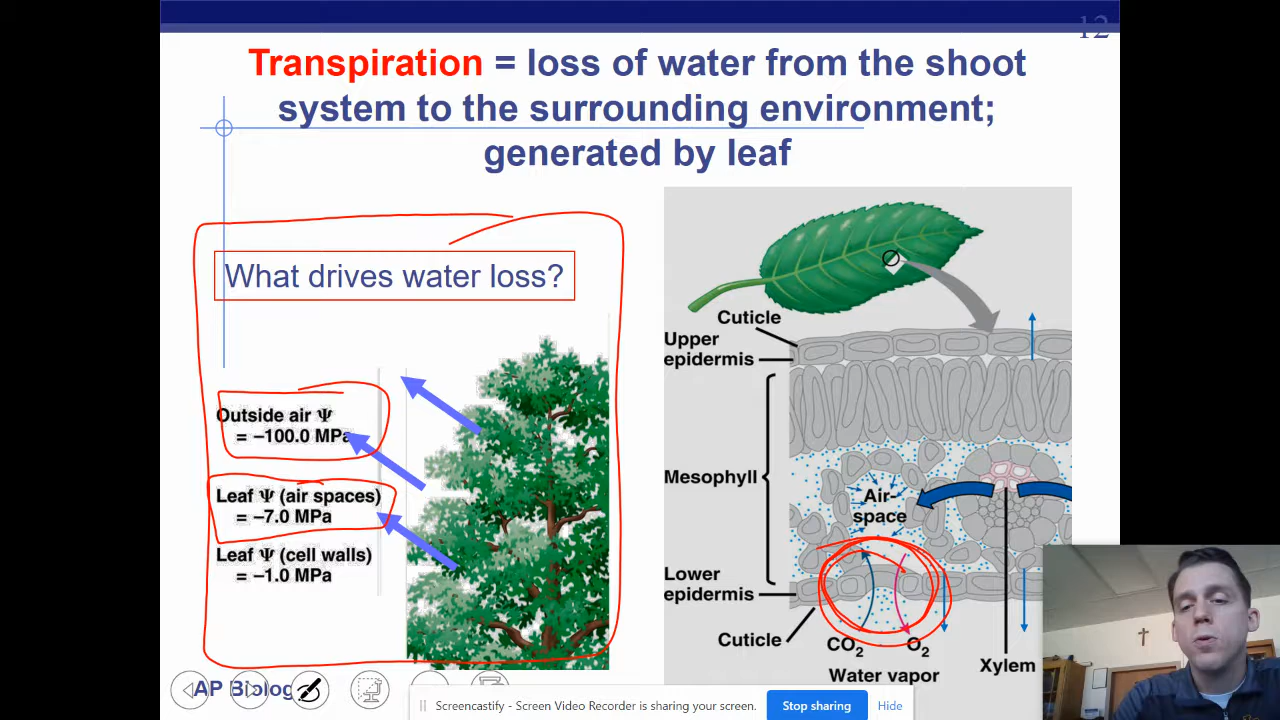 12
Transpiration = loss of water from the shoot
system to the surrounding environment;
generated by leaf
What drives water loss?
Outside air Ψ
= –100.0 MPa
Leaf Ψ (air spaces)
= –7.0 MPa
Leaf Ψ (cell walls)
= –1.0 MPa
Cuticle
Upper
epidermis
Mesophyll
Air-
space
Lower
epidermis
Cuticle
CO2
O2
Water vapor
Xylem
AP Biolog
Screencastify - Screen Video Recorder is sharing your screen.
Stop sharing
Hide